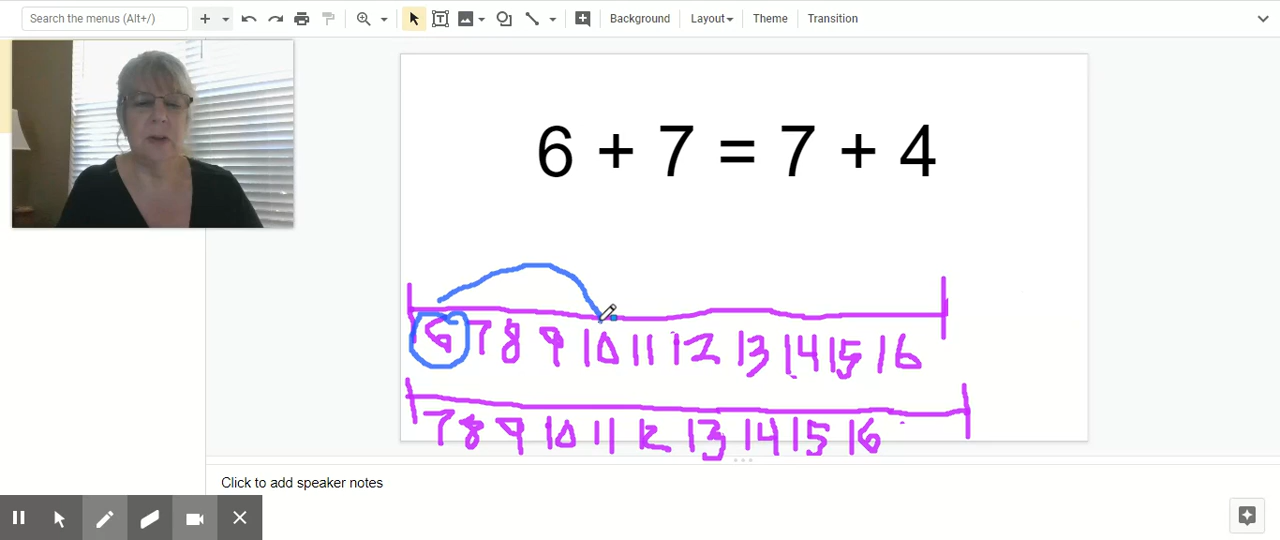 Search the menus (Alt+/)
Background Layout Theme Transition
6 + 7 = 7 + 4
6 7 8 9 10 11 12 13 14 15 16
7 8 9 10 11 12 13 14 15 16
Click to add speaker notes